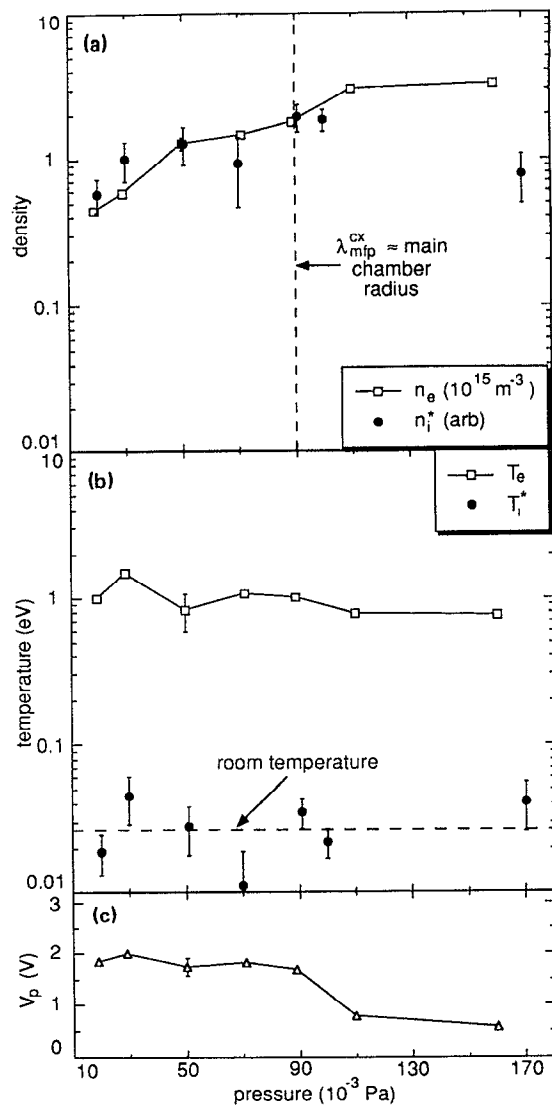 (a)
10
1
0.1
0.01
density
λ_mfp^cx ≈ main
chamber
radius
n_e (10^15 m^-3)
n_i^* (arb)
(b)
T_e
T_i^*
10
1
0.1
0.01
temperature (eV)
room temperature
(c)
3
2
1
0
V_p (V)
10 50 90 130 170
pressure (10^-3 Pa)